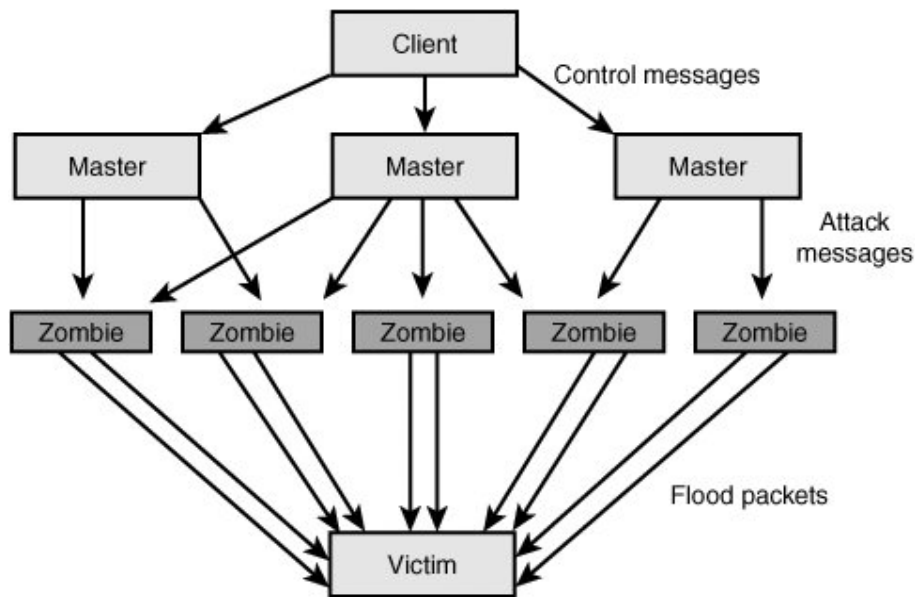 Client
Control messages
Master
Master
Master
Attack
messages
Zombie
Zombie
Zombie
Zombie
Zombie
Flood packets
Victim